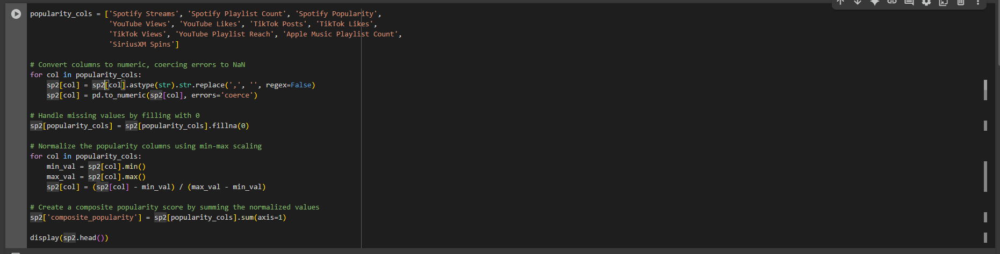 popularity_cols = ['Spotify Streams', 'Spotify Playlist Count', 'Spotify Popularity',
                   'YouTube Views', 'YouTube Likes', 'TikTok Posts', 'TikTok Likes',
                   'TikTok Views', 'YouTube Playlist Reach', 'Apple Music Playlist Count',
                   'SiriusXM Spins']

# Convert columns to numeric, coercing errors to NaN
for col in popularity_cols:
    sp2[col] = sp2[col].astype(str).str.replace(',', '', regex=False)
    sp2[col] = pd.to_numeric(sp2[col], errors='coerce')

# Handle missing values by filling with 0
sp2[popularity_cols] = sp2[popularity_cols].fillna(0)

# Normalize the popularity columns using min-max scaling
for col in popularity_cols:
    min_val = sp2[col].min()
    max_val = sp2[col].max()
    sp2[col] = (sp2[col] - min_val) / (max_val - min_val)

# Create a composite popularity score by summing the normalized values
sp2['composite_popularity'] = sp2[popularity_cols].sum(axis=1)

display(sp2.head())